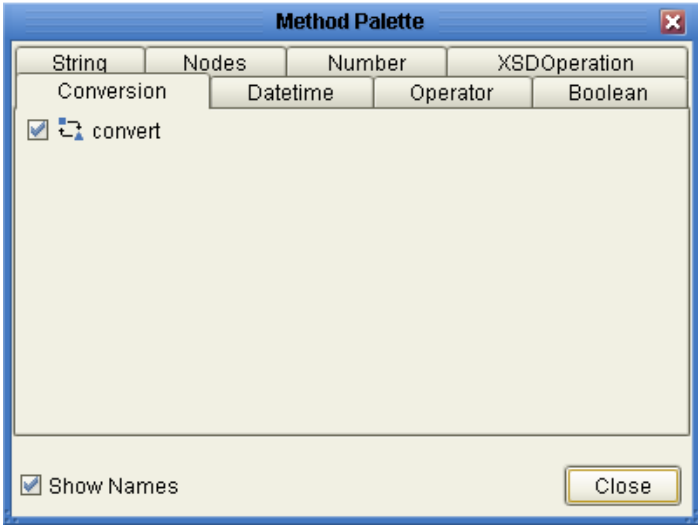 Method Palette
String Nodes Number XSDOperation
Conversion Datetime Operator Boolean
convert
Show Names Close